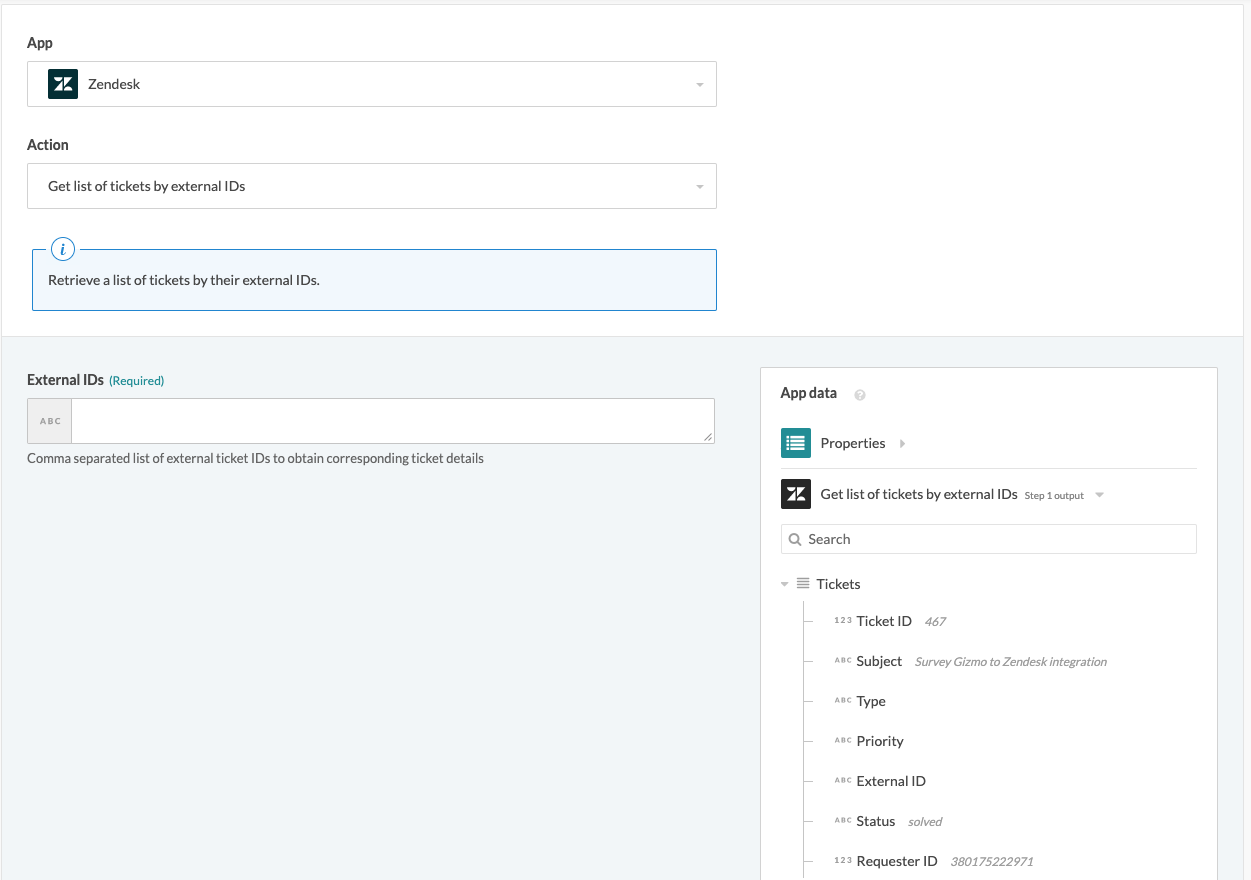 App
Zendesk
Action
Get list of tickets by external IDs
i
Retrieve a list of tickets by their external IDs.
External IDs (Required)
ABC
Comma separated list of external ticket IDs to obtain corresponding ticket details
App data ?
Properties
Get list of tickets by external IDs Step 1 output
Search
Tickets
123 Ticket ID 467
ABC Subject Survey Gizmo to Zendesk integration
ABC Type
ABC Priority
ABC External ID
ABC Status solved
123 Requester ID 380175222971